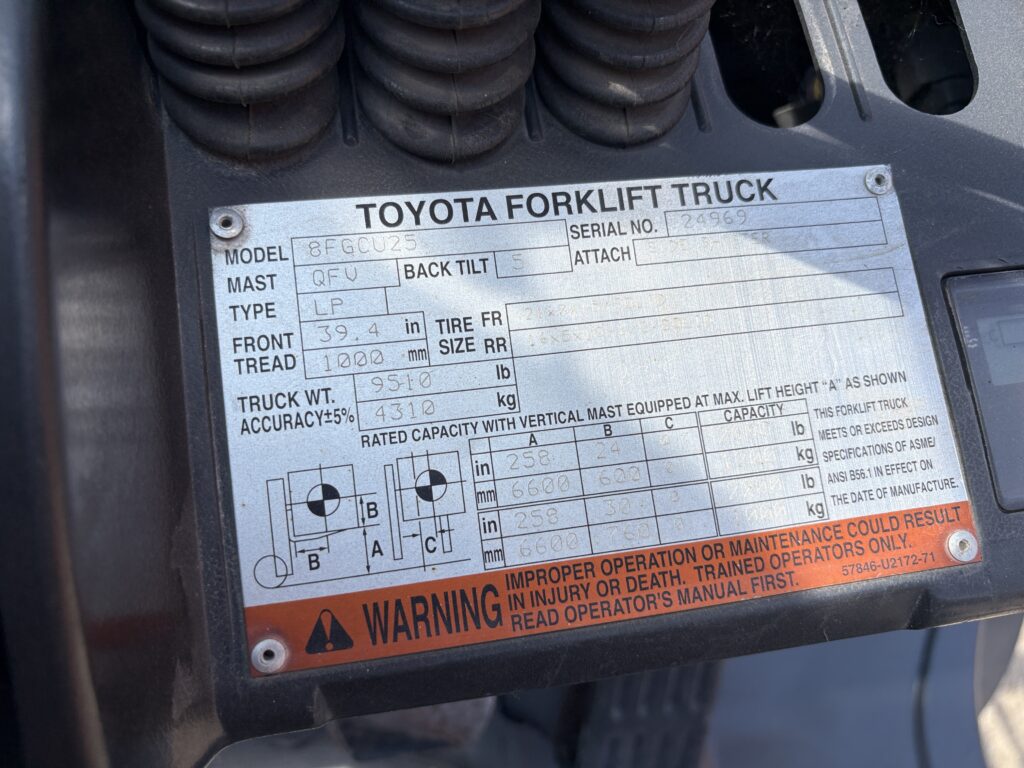 TOYOTA FORKLIFT TRUCK
MODEL 8FGCU25 SERIAL NO. 24969
MAST QFV BACK TILT 5 ATTACH
TYPE LP
FRONT TREAD 39.4 in
1000 mm
TIRE SIZE FR
RR
TRUCK WT. 9510 lb
ACCURACY±5% 4310 kg
RATED CAPACITY WITH VERTICAL MAST EQUIPPED AT MAX. LIFT HEIGHT "A" AS SHOWN
A B C CAPACITY
in 258 24 0 lb
mm 6600 600 0 kg
in 258 30 0 lb
mm 6600 760 0 kg
B
B
A
C
THIS FORKLIFT TRUCK
MEETS OR EXCEEDS DESIGN
SPECIFICATIONS OF ASME/
ANSI B56.1 IN EFFECT ON
THE DATE OF MANUFACTURE.
WARNING
IMPROPER OPERATION OR MAINTENANCE COULD RESULT
IN INJURY OR DEATH. TRAINED OPERATORS ONLY.
READ OPERATOR'S MANUAL FIRST.
57846-U2172-71